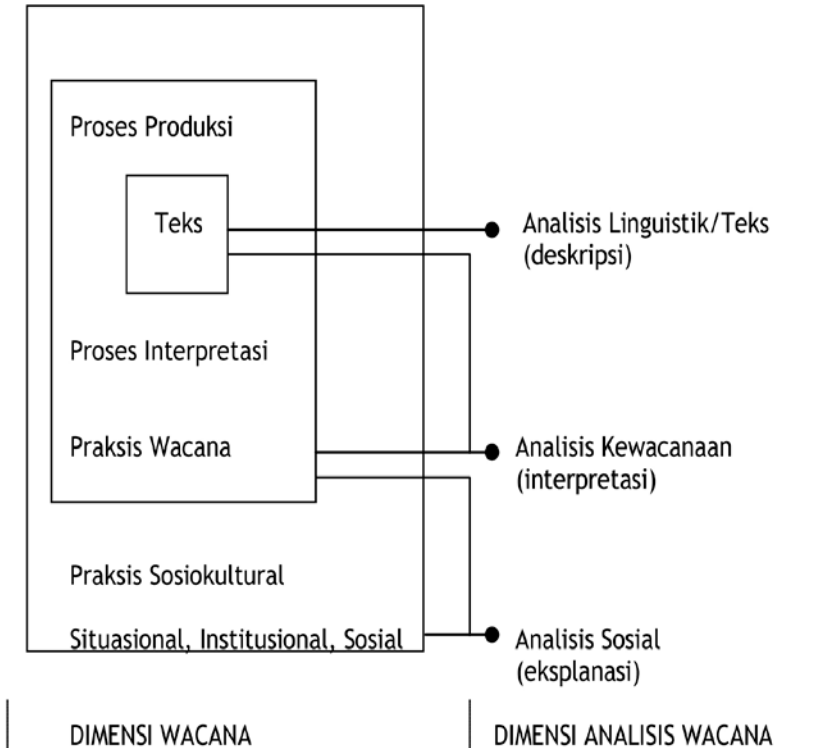 Proses Produksi
Teks
Analisis Linguistik/Teks
(deskripsi)
Proses Interpretasi
Praksis Wacana
Analisis Kewacanaan
(interpretasi)
Praksis Sosiokultural
Situasional, Institusional, Sosial
Analisis Sosial
(eksplanasi)
DIMENSI WACANA
DIMENSI ANALISIS WACANA